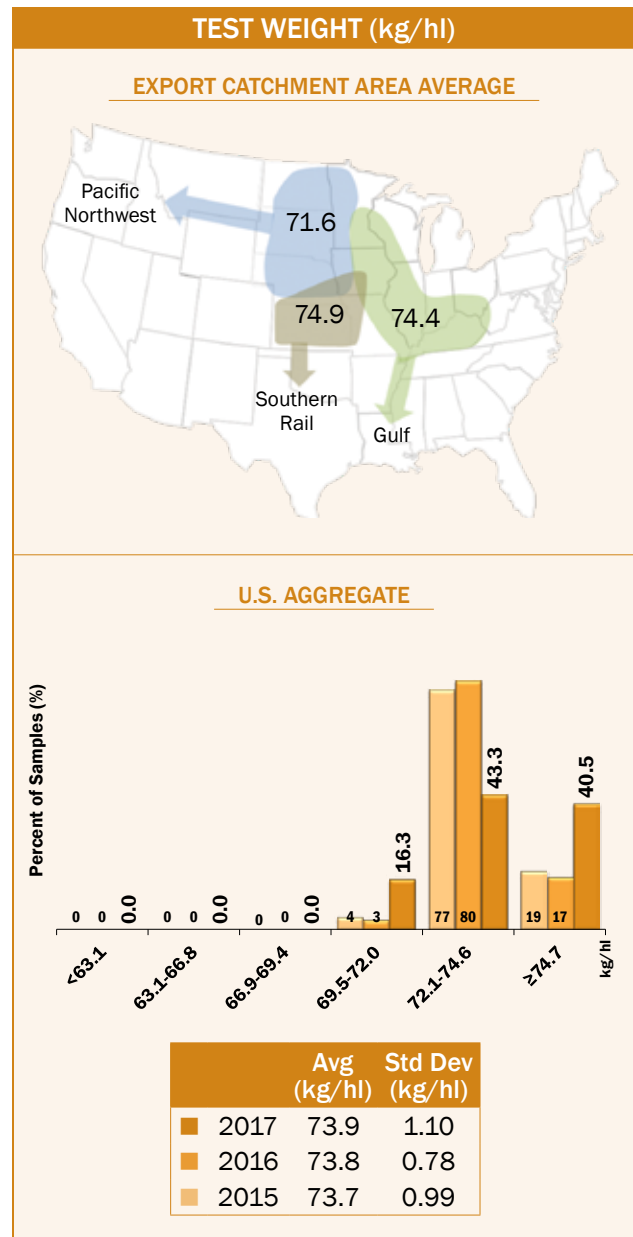 TEST WEIGHT (kg/hl)
EXPORT CATCHMENT AREA AVERAGE
Pacific
Northwest
71.6
74.9
74.4
Southern
Rail
Gulf
U.S. AGGREGATE
Percent of Samples (%)
0 0 0.0 0 0 0.0 0 0 0.0 4 3 16.3 77 80 43.3 19 17 40.5
<63.1 63.1-66.8 66.9-69.4 69.5-72.0 72.1-74.6 ≥74.7 kg/hl
Avg Std Dev
(kg/hl) (kg/hl)
2017 73.9 1.10
2016 73.8 0.78
2015 73.7 0.99